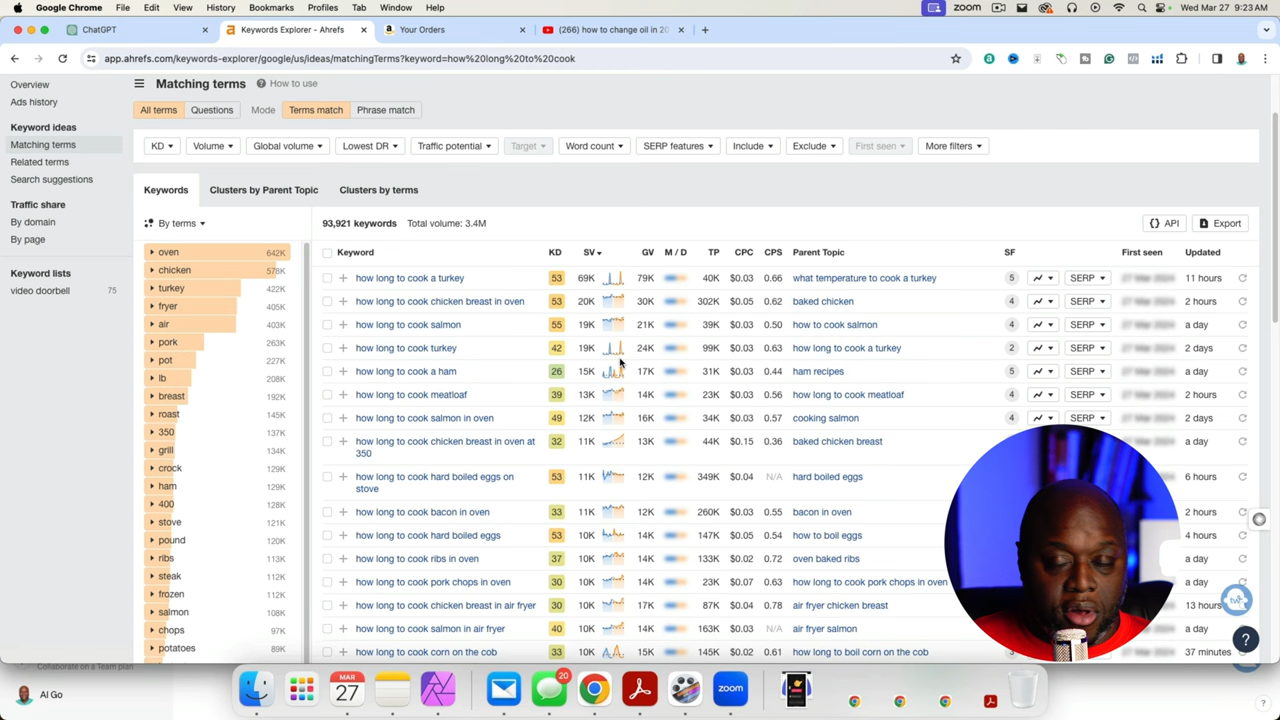 Google Chrome File Edit View History Bookmarks Profiles Tab Window Help
zoom Wed Mar 27 9:23 AM
ChatGPT
Keywords Explorer - Ahrefs
Your Orders
(266) how to change oil in 20
app.ahrefs.com/keywords-explorer/google/us/ideas/matchingTerms?keyword=how%20long%20to%20cook
Overview
Ads history
Keyword ideas
Matching terms
Related terms
Search suggestions
Traffic share
By domain
By page
Keyword lists
video doorbell 75
Matching terms How to use
All terms Questions Mode Terms match Phrase match
KD Volume Global volume Lowest DR Traffic potential Target Word count SERP features Include Exclude First seen More filters
Keywords Clusters by Parent Topic Clusters by terms
By terms
oven 642K
chicken 576K
turkey 422K
fryer 405K
air 403K
pork 263K
pot 227K
lb 208K
breast 192K
roast 145K
350 137K
grill 134K
crock 129K
ham 129K
400 128K
stove 121K
pound 120K
ribs 113K
steak 112K
frozen 112K
salmon 108K
chops 97K
potatoes 89K
93,921 keywords Total volume: 3.4M
API Export
Keyword KD SV GV M / D TP CPC CPS Parent Topic SF First seen Updated
how long to cook a turkey 53 69K 79K 40K $0.03 0.66 what temperature to cook a turkey 5 SERP 11 hours
how long to cook chicken breast in oven 53 20K 30K 302K $0.05 0.62 baked chicken 4 SERP 2 hours
how long to cook salmon 55 19K 21K 39K $0.03 0.50 how to cook salmon 4 SERP a day
how long to cook turkey 42 19K 24K 99K $0.03 0.63 how long to cook a turkey 2 SERP 2 days
how long to cook a ham 26 15K 17K 31K $0.03 0.44 ham recipes 5 SERP a day
how long to cook meatloaf 39 13K 14K 23K $0.03 0.56 how long to cook meatloaf 4 SERP 2 hours
how long to cook salmon in oven 49 12K 16K 34K $0.03 0.57 cooking salmon 4 SERP 2 days
how long to cook chicken breast in oven at 32 11K 13K 44K $0.15 0.36 baked chicken breast a day
350
how long to cook hard boiled eggs on 53 11K 12K 349K $0.04 N/A hard boiled eggs 6 hours
stove
how long to cook bacon in oven 33 11K 12K 260K $0.03 0.55 bacon in oven 2 hours
how long to cook hard boiled eggs 53 10K 14K 147K $0.05 0.54 how to boil eggs 4 hours
how long to cook ribs in oven 37 10K 14K 133K $0.02 0.72 oven baked ribs a day
how long to cook pork chops in oven 30 10K 14K 23K $0.07 0.63 how long to cook pork chops in oven a day
how long to cook chicken breast in air fryer 30 10K 17K 87K $0.04 0.78 air fryer chicken breast 13 hours
how long to cook salmon in air fryer 40 10K 14K 163K $0.03 N/A air fryer salmon a day
how long to cook corn on the cob 33 10K 15K 145K $0.02 0.61 how long to boil corn on the cob 37 minutes
Collaborate on a Team plan
Al Go
MAR
27
20
zoom
?
?